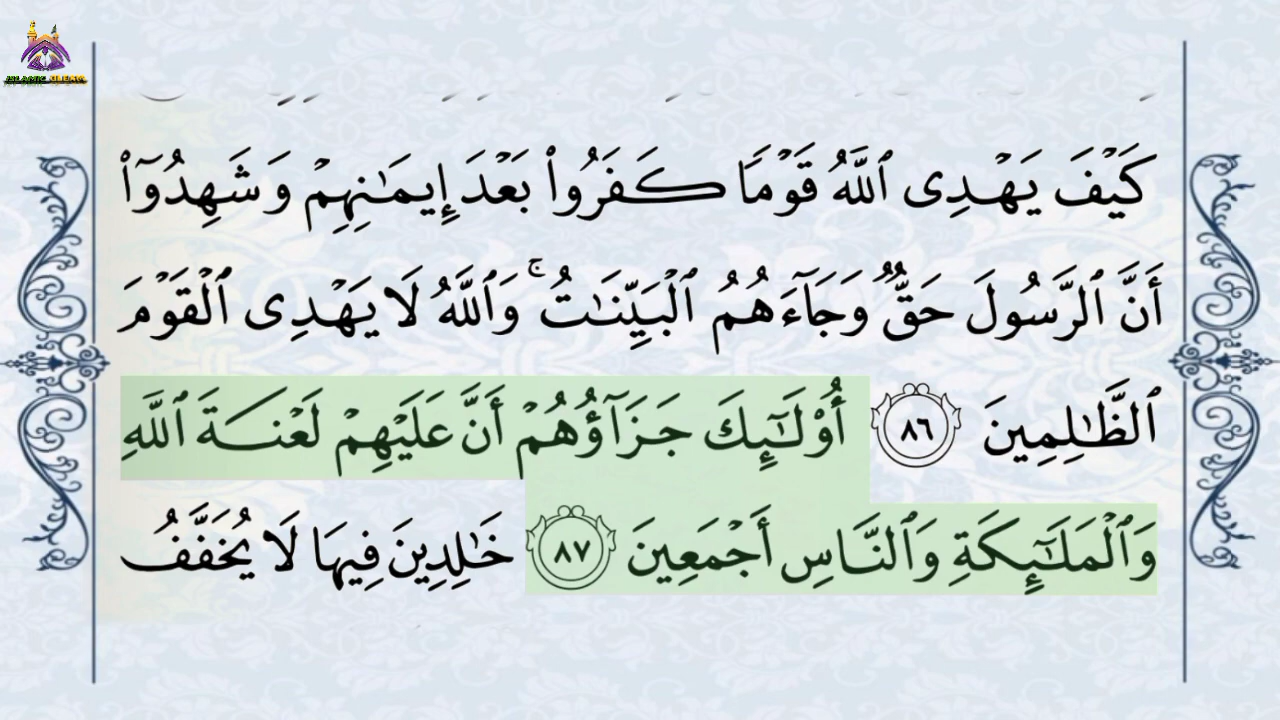 ISLAMIC
كَيْفَ يَهْدِى ٱللَّهُ قَوْمًا كَفَرُوا۟ بَعْدَ إِيمَـٰنِهِمْ وَشَهِدُوٓا۟
أَنَّ ٱلرَّسُولَ حَقٌّ وَجَآءَهُمُ ٱلْبَيِّنَـٰتُ ۚ وَٱللَّهُ لَا يَهْدِى ٱلْقَوْمَ
ٱلظَّـٰلِمِينَ ٨٦ أُو۟لَـٰٓئِكَ جَزَآؤُهُمْ أَنَّ عَلَيْهِمْ لَعْنَةَ ٱللَّهِ
وَٱلْمَلَـٰٓئِكَةِ وَٱلنَّاسِ أَجْمَعِينَ ٨٧ خَـٰلِدِينَ فِيهَا لَا يُخَفَّفُ